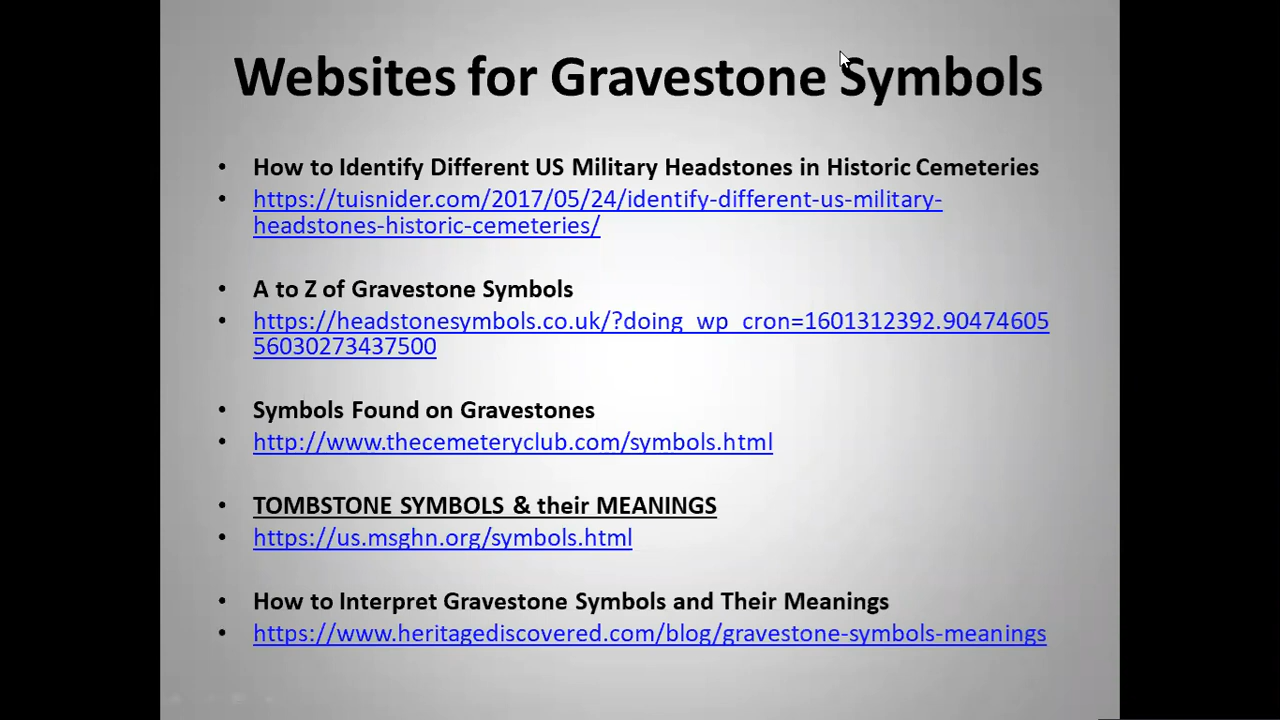 Websites for Gravestone Symbols
• How to Identify Different US Military Headstones in Historic Cemeteries
• https://tuisnider.com/2017/05/24/identify-different-us-military-
headstones-historic-cemeteries/
• A to Z of Gravestone Symbols
• https://headstonesymbols.co.uk/?doing_wp_cron=1601312392.90474605
56030273437500
• Symbols Found on Gravestones
• http://www.thecemeteryclub.com/symbols.html
• TOMBSTONE SYMBOLS & their MEANINGS
• https://us.msghn.org/symbols.html
• How to Interpret Gravestone Symbols and Their Meanings
• https://www.heritagediscovered.com/blog/gravestone-symbols-meanings